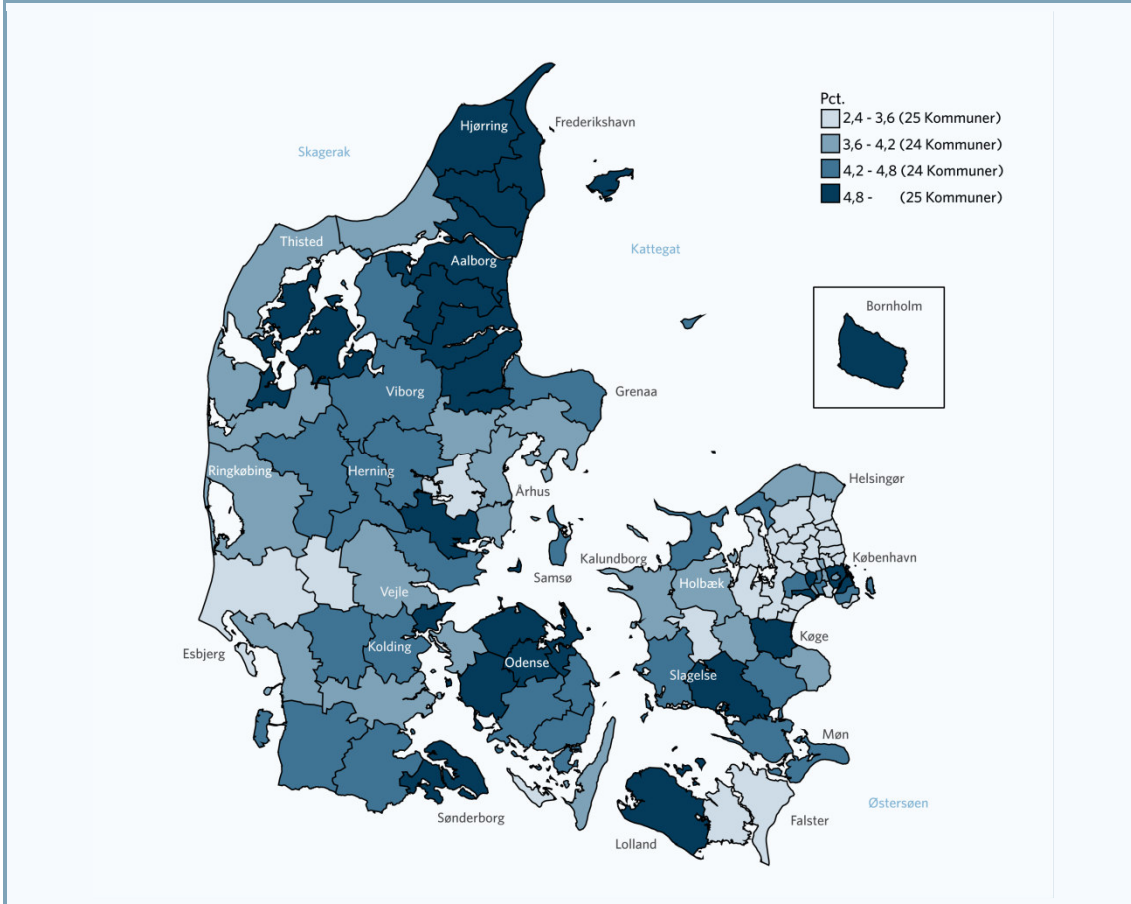 Pct.
2,4 - 3,6 (25 Kommuner)
3,6 - 4,2 (24 Kommuner)
4,2 - 4,8 (24 Kommuner)
4,8 - (25 Kommuner)
Hjørring
Frederikshavn
Skagerak
Thisted
Kattegat
Aalborg
Bornholm
Viborg
Grenaa
Ringkøbing
Herning
Helsingør
Århus
Kalundborg
København
Samsø
Holbæk
Vejle
Køge
Kolding
Esbjerg
Odense
Slagelse
Møn
Østersøen
Sønderborg
Falster
Lolland